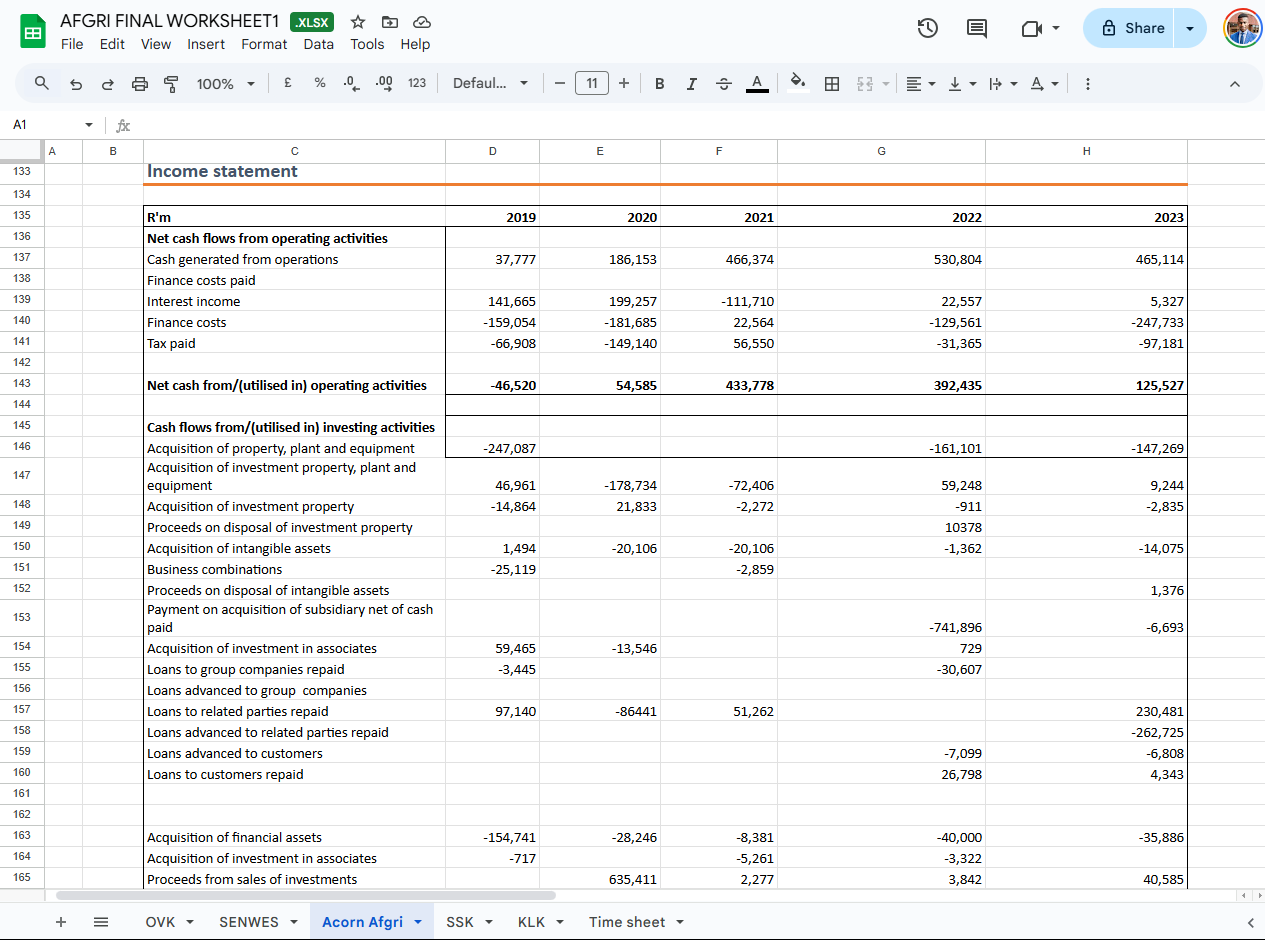 AFGRI FINAL WORKSHEET1 .XLSX
File Edit View Insert Format Data Tools Help
Share
100% £ % .0 .00 123 Defaul... 11 B I S A
A1 fx
A B C D E F G H
133 Income statement
134
135 R'm 2019 2020 2021 2022 2023
136 Net cash flows from operating activities
137 Cash generated from operations 37,777 186,153 466,374 530,804 465,114
138 Finance costs paid
139 Interest income 141,665 199,257 -111,710 22,557 5,327
140 Finance costs -159,054 -181,685 22,564 -129,561 -247,733
141 Tax paid -66,908 -149,140 56,550 -31,365 -97,181
142
143 Net cash from/(utilised in) operating activities -46,520 54,585 433,778 392,435 125,527
144
145 Cash flows from/(utilised in) investing activities
146 Acquisition of property, plant and equipment -247,087 -161,101 -147,269
Acquisition of investment property, plant and
147 equipment 46,961 -178,734 -72,406 59,248 9,244
148 Acquisition of investment property -14,864 21,833 -2,272 -911 -2,835
149 Proceeds on disposal of investment property 10378
150 Acquisition of intangible assets 1,494 -20,106 -20,106 -1,362 -14,075
151 Business combinations -25,119 -2,859
152 Proceeds on disposal of intangible assets 1,376
Payment on acquisition of subsidiary net of cash
153 paid -741,896 -6,693
154 Acquisition of investment in associates 59,465 -13,546 729
155 Loans to group companies repaid -3,445 -30,607
156 Loans advanced to group companies
157 Loans to related parties repaid 97,140 -86441 51,262 230,481
158 Loans advanced to related parties repaid -262,725
159 Loans advanced to customers -7,099 -6,808
160 Loans to customers repaid 26,798 4,343
161
162
163 Acquisition of financial assets -154,741 -28,246 -8,381 -40,000 -35,886
164 Acquisition of investment in associates -717 -5,261 -3,322
165 Proceeds from sales of investments 635,411 2,277 3,842 40,585
OVK SENWES Acorn Afgri SSK KLK Time sheet